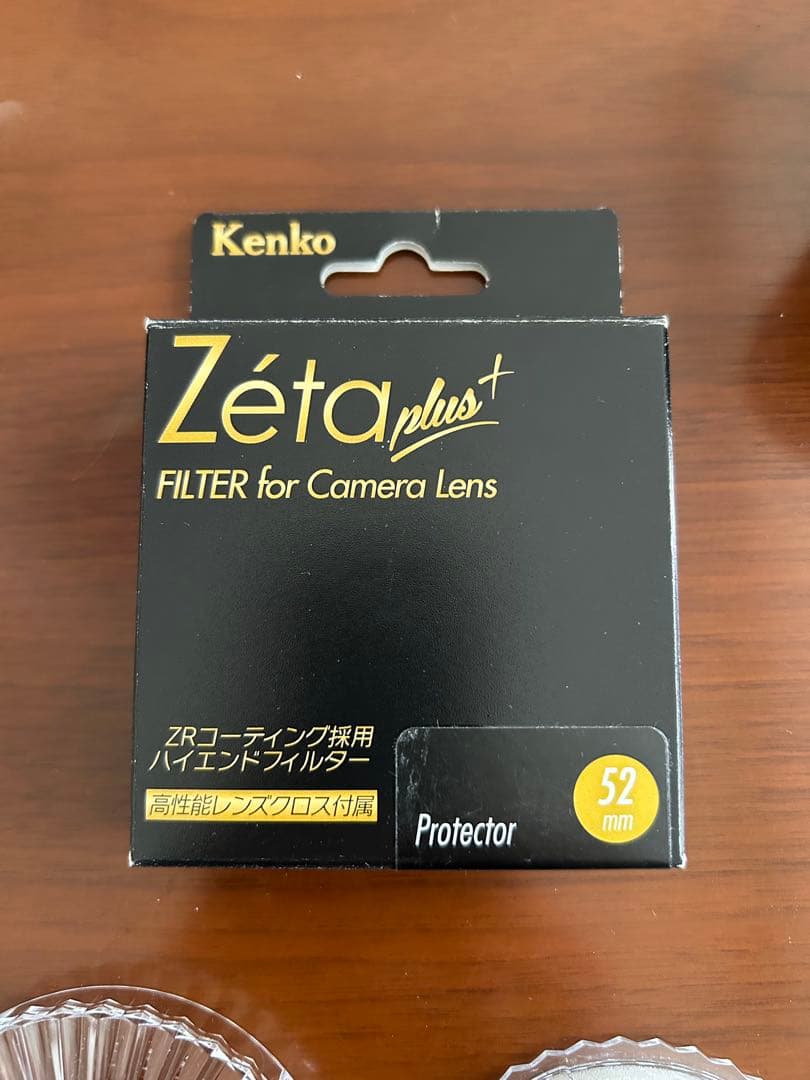 Kenko
Zéta plus+
FILTER for Camera Lens
ZRコーティング採用
ハイエンドフィルター
高性能レンズクロス付属
Protector
52
mm